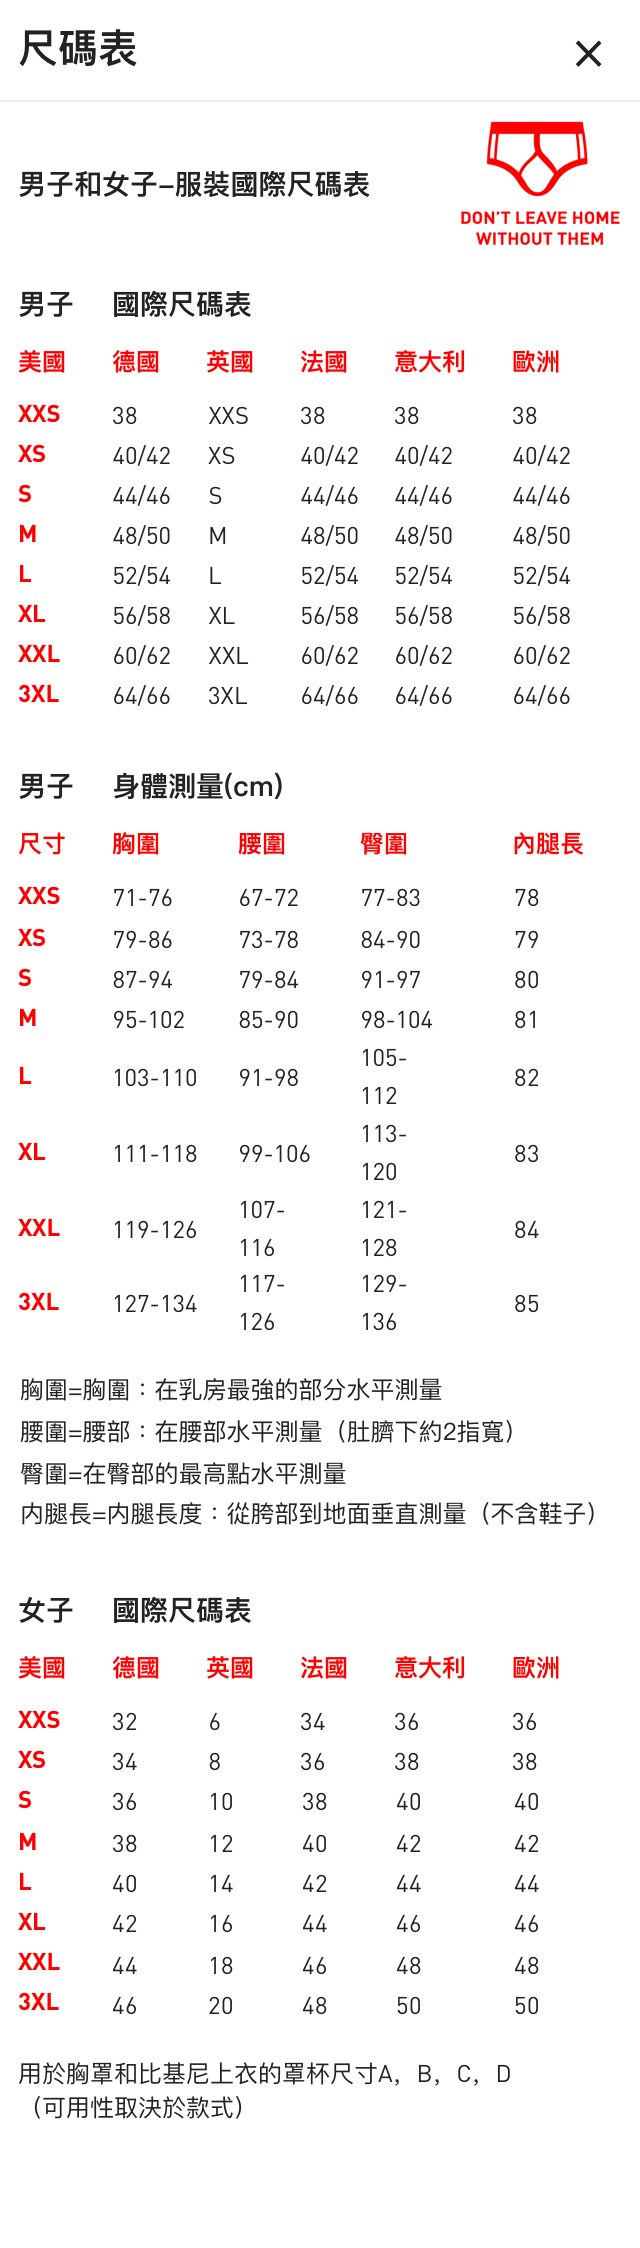 尺碼表
男子和女子–服裝國際尺碼表
DON'T LEAVE HOME
WITHOUT THEM
男子 國際尺碼表
美國 德國 英國 法國 意大利 歐洲
XXS 38 XXS 38 38 38
XS 40/42 XS 40/42 40/42 40/42
S 44/46 S 44/46 44/46 44/46
M 48/50 M 48/50 48/50 48/50
L 52/54 L 52/54 52/54 52/54
XL 56/58 XL 56/58 56/58 56/58
XXL 60/62 XXL 60/62 60/62 60/62
3XL 64/66 3XL 64/66 64/66 64/66
男子 身體測量(cm)
尺寸 胸圍 腰圍 臀圍 內腿長
XXS 71-76 67-72 77-83 78
XS 79-86 73-78 84-90 79
S 87-94 79-84 91-97 80
M 95-102 85-90 98-104 81
L 103-110 91-98 105-112 82
XL 111-118 99-106 113-120 83
XXL 119-126 107-116 121-128 84
3XL 127-134 117-126 129-136 85
胸圍=胸圍：在乳房最強的部分水平測量
腰圍=腰部：在腰部水平測量（肚臍下約2指寬）
臀圍=在臀部的最高點水平測量
内腿長=内腿長度：從胯部到地面垂直測量（不含鞋子）
女子 國際尺碼表
美國 德國 英國 法國 意大利 歐洲
XXS 32 6 34 36 36
XS 34 8 36 38 38
S 36 10 38 40 40
M 38 12 40 42 42
L 40 14 42 44 44
XL 42 16 44 46 46
XXL 44 18 46 48 48
3XL 46 20 48 50 50
用於胸罩和比基尼上衣的罩杯尺寸A，B，C，D
（可用性取決於款式）